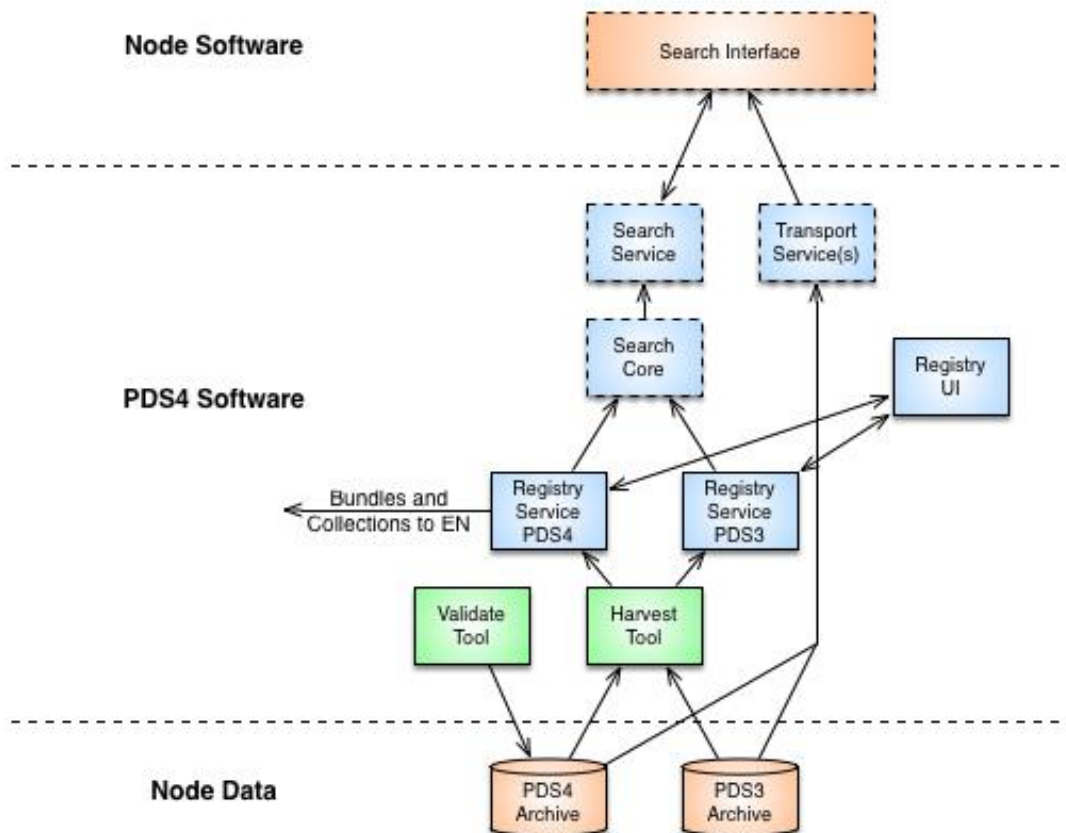 Node Software
Search Interface
Search
Service
Transport
Service(s)
Search
Core
Registry
UI
PDS4 Software
Bundles and
Collections to EN
Registry
Service
PDS4
Registry
Service
PDS3
Validate
Tool
Harvest
Tool
Node Data
PDS4
Archive
PDS3
Archive